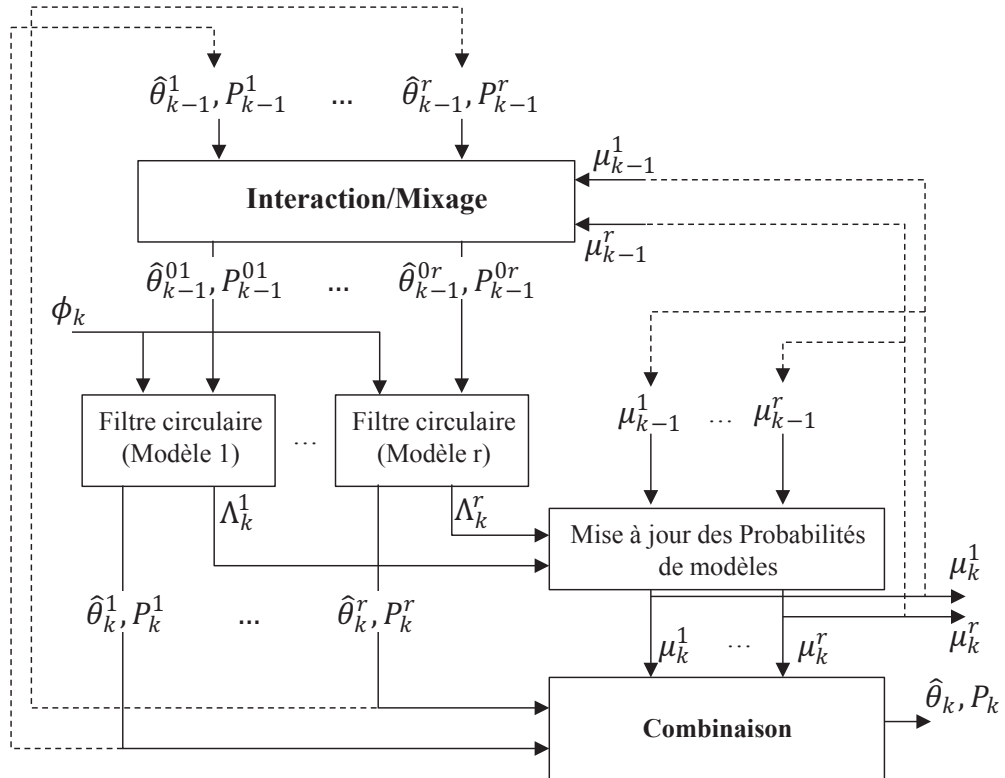 θ̂¹ₖ₋₁, P¹ₖ₋₁ ... θ̂ʳₖ₋₁, Pʳₖ₋₁
μ¹ₖ₋₁
Interaction/Mixage
μʳₖ₋₁
θ̂⁰¹ₖ₋₁, P⁰¹ₖ₋₁ ... θ̂⁰ʳₖ₋₁, P⁰ʳₖ₋₁
ϕₖ
Filtre circulaire
(Modèle 1)
...
Filtre circulaire
(Modèle r)
μ¹ₖ₋₁ ... μʳₖ₋₁
Λ¹ₖ
Λʳₖ
Mise à jour des Probabilités
de modèles
μ¹ₖ
μʳₖ
θ̂¹ₖ, P¹ₖ ... θ̂ʳₖ, Pʳₖ
μ¹ₖ ... μʳₖ
Combinaison
θ̂ₖ, Pₖ